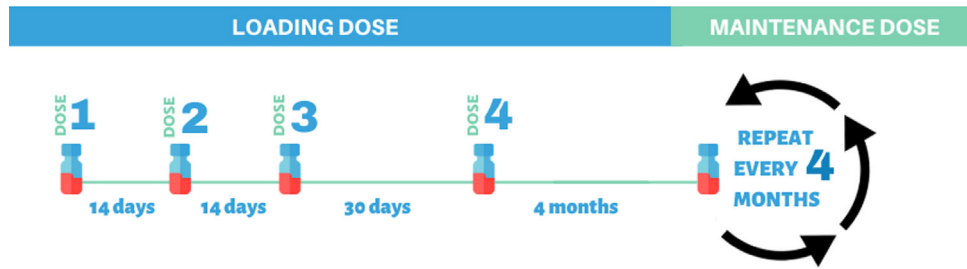 LOADING DOSE
MAINTENANCE DOSE
DOSE 1
DOSE 2
DOSE 3
DOSE 4
14 days
14 days
30 days
4 months
REPEAT
EVERY 4
MONTHS